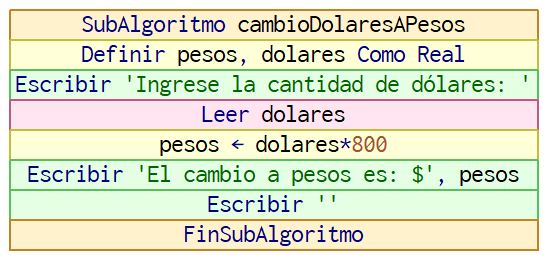 SubAlgoritmo cambioDolaresAPesos
Definir pesos, dolares Como Real
Escribir 'Ingrese la cantidad de dólares: '
Leer dolares
pesos ← dolares*800
Escribir 'El cambio a pesos es: $', pesos
Escribir ''
FinSubAlgoritmo